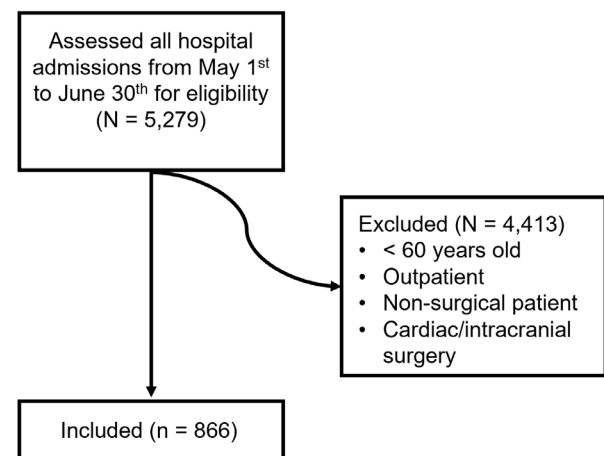 Assessed all hospital
admissions from May 1st
to June 30th for eligibility
(N = 5,279)
Excluded (N = 4,413)
• < 60 years old
• Outpatient
• Non-surgical patient
• Cardiac/intracranial
surgery
Included (n = 866)